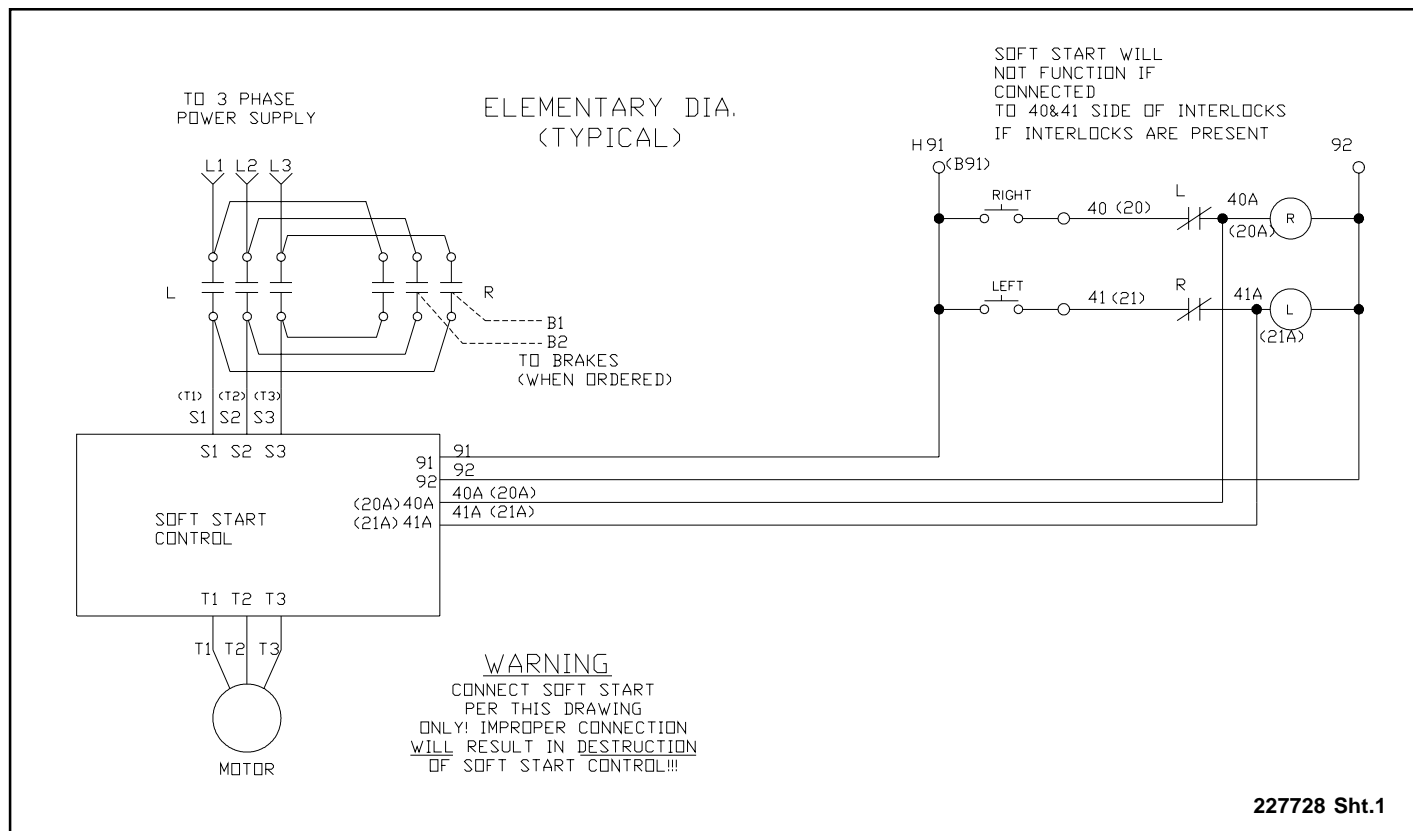 TO 3 PHASE
POWER SUPPLY
ELEMENTARY DIA.
(TYPICAL)
SOFT START WILL
NOT FUNCTION IF
CONNECTED
TO 40&41 SIDE OF INTERLOCKS
IF INTERLOCKS ARE PRESENT
H 91
(B91)
92
L1 L2 L3
RIGHT
40 (20)
L
40A
(20A)
R
L
R
LEFT
41 (21)
R
41A
(21A)
L
B1
B2
TO BRAKES
(WHEN ORDERED)
(T1) (T2) (T3)
S1 S2 S3
S1 S2 S3
91
91
92
92
(20A) 40A
40A (20A)
(21A) 41A
41A (21A)
SOFT START
CONTROL
T1 T2 T3
T1 T2 T3
MOTOR
WARNING
CONNECT SOFT START
PER THIS DRAWING
ONLY! IMPROPER CONNECTION
WILL RESULT IN DESTRUCTION
OF SOFT START CONTROL!!!
227728 Sht.1